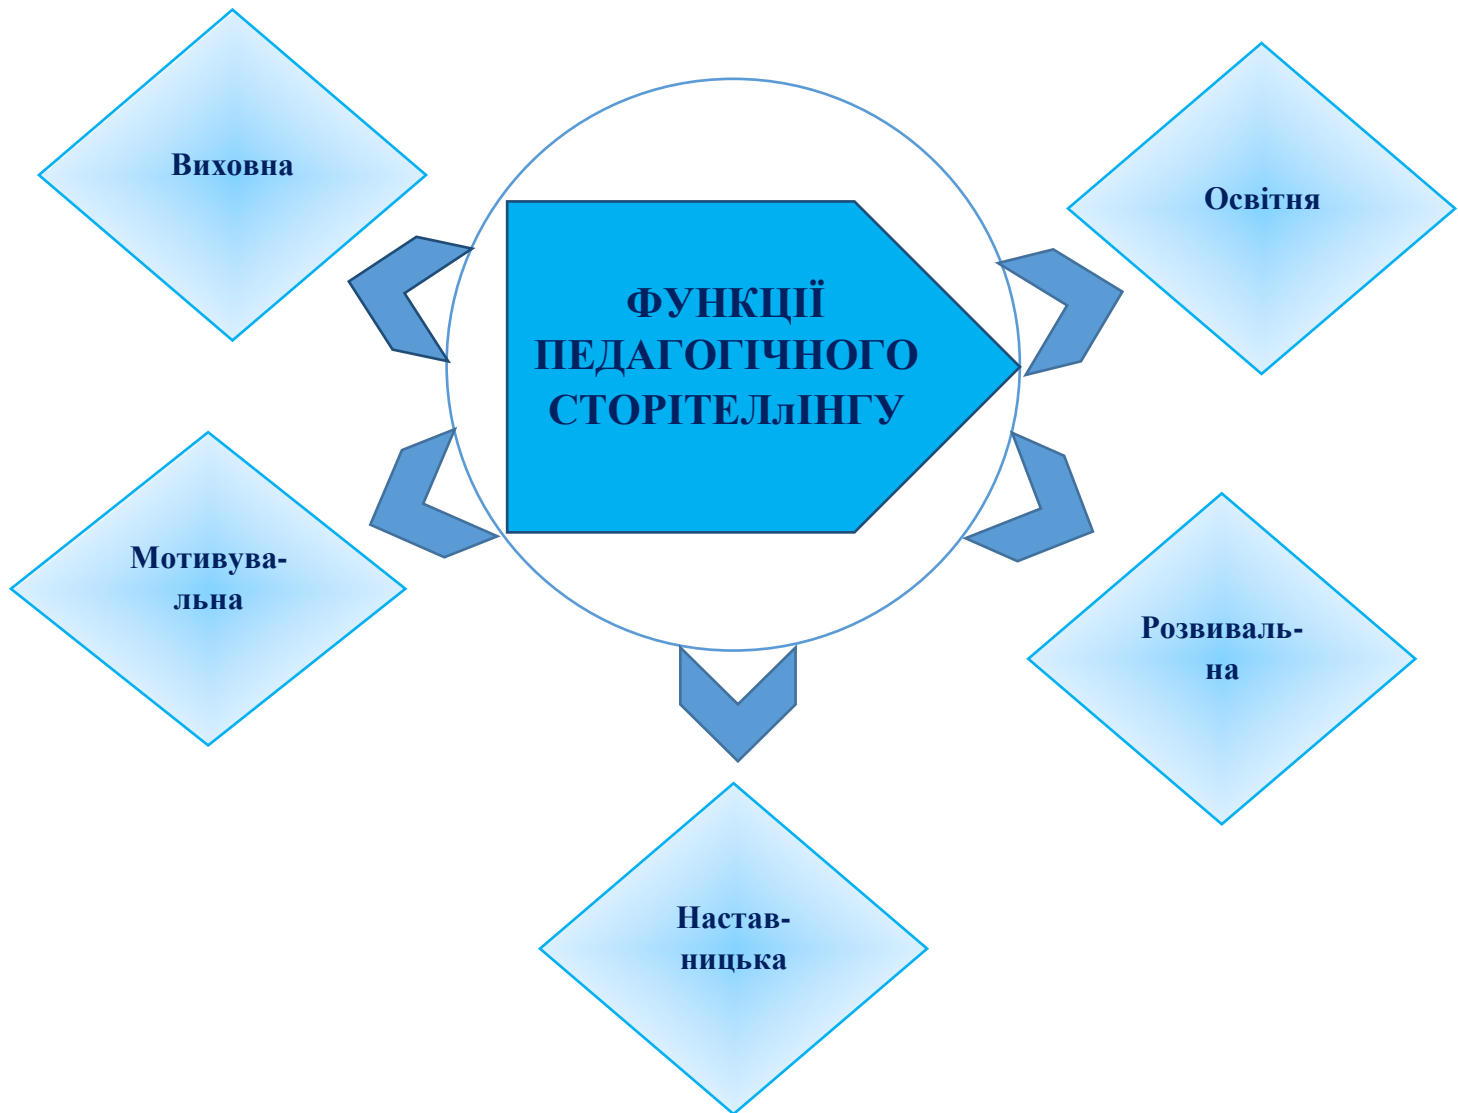 Виховна
Освітня
ФУНКЦІЇ
ПЕДАГОГІЧНОГО
СТОРІТЕЛлІНГУ
Мотивува-
льна
Розвиваль-
на
Настав-
ницька